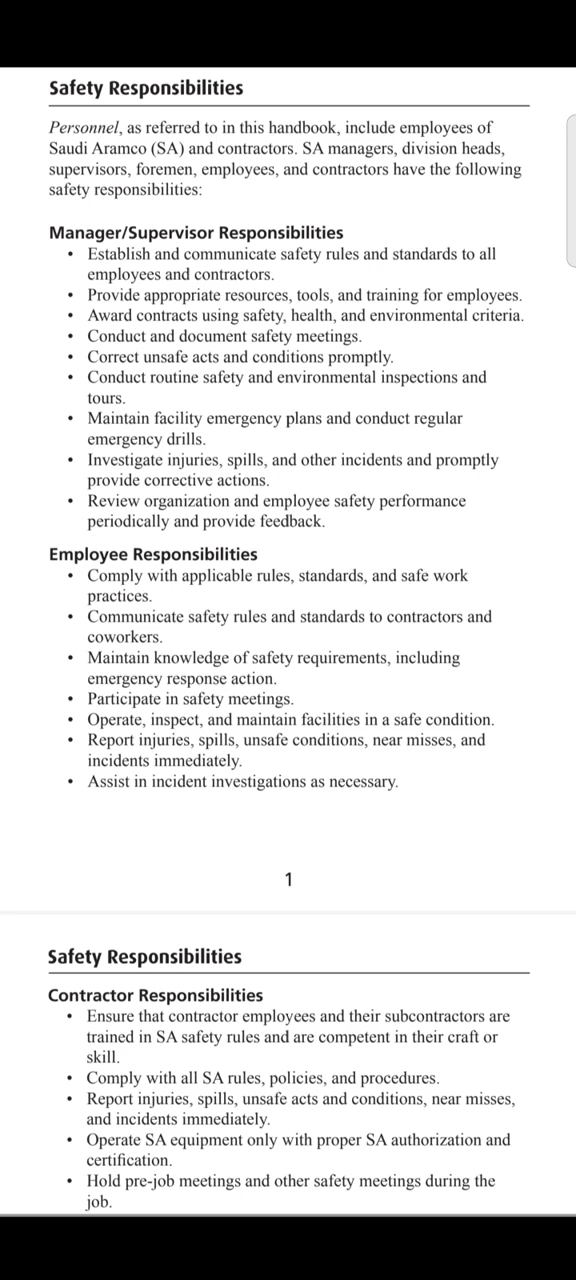 Safety Responsibilities
Personnel, as referred to in this handbook, include employees of
Saudi Aramco (SA) and contractors. SA managers, division heads,
supervisors, foremen, employees, and contractors have the following
safety responsibilities:
Manager/Supervisor Responsibilities
• Establish and communicate safety rules and standards to all
employees and contractors.
• Provide appropriate resources, tools, and training for employees.
• Award contracts using safety, health, and environmental criteria.
• Conduct and document safety meetings.
• Correct unsafe acts and conditions promptly.
• Conduct routine safety and environmental inspections and
tours.
• Maintain facility emergency plans and conduct regular
emergency drills.
• Investigate injuries, spills, and other incidents and promptly
provide corrective actions.
• Review organization and employee safety performance
periodically and provide feedback.
Employee Responsibilities
• Comply with applicable rules, standards, and safe work
practices.
• Communicate safety rules and standards to contractors and
coworkers.
• Maintain knowledge of safety requirements, including
emergency response action.
• Participate in safety meetings.
• Operate, inspect, and maintain facilities in a safe condition.
• Report injuries, spills, unsafe conditions, near misses, and
incidents immediately.
• Assist in incident investigations as necessary.
1
Safety Responsibilities
Contractor Responsibilities
• Ensure that contractor employees and their subcontractors are
trained in SA safety rules and are competent in their craft or
skill.
• Comply with all SA rules, policies, and procedures.
• Report injuries, spills, unsafe acts and conditions, near misses,
and incidents immediately.
• Operate SA equipment only with proper SA authorization and
certification.
• Hold pre-job meetings and other safety meetings during the
job.